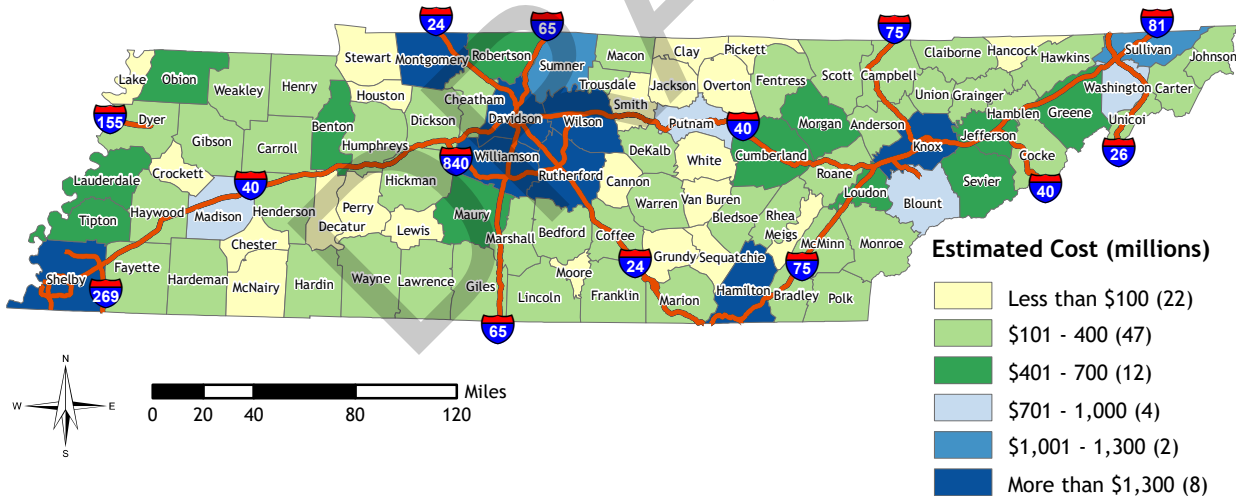 24
65
75
81
Stewart
Montgomery
Robertson
Sumner
Macon
Clay
Pickett
Scott
Campbell
Claiborne
Hancock
Hawkins
Sullivan
Johnson
Lake
Obion
Weakley
Henry
Houston
Cheatham
Trousdale
Jackson
Overton
Fentress
Union
Grainger
Hamblen
Washington
Carter
155
Dyer
Gibson
Carroll
Benton
Humphreys
Dickson
Davidson
Wilson
Smith
Putnam
40
Morgan
Anderson
Knox
Jefferson
Greene
Unicoi
26
Lauderdale
Crockett
40
840
Williamson
Rutherford
DeKalb
White
Cumberland
Roane
Loudon
Blount
Sevier
Cocke
40
Tipton
Haywood
Madison
Henderson
Decatur
Perry
Hickman
Lewis
Maury
Cannon
Warren
Van Buren
Bledsoe
Rhea
Meigs
McMinn
Monroe
Shelby
269
Fayette
Hardeman
Chester
McNairy
Hardin
Wayne
Lawrence
Giles
Marshall
Bedford
Coffee
Moore
Lincoln
Franklin
24
Grundy
Sequatchie
Marion
Hamilton
75
Bradley
Polk
65
Estimated Cost (millions)
Less than $100 (22)
$101 - 400 (47)
$401 - 700 (12)
$701 - 1,000 (4)
$1,001 - 1,300 (2)
More than $1,300 (8)
N
W E
S
Miles
0 20 40 80 120